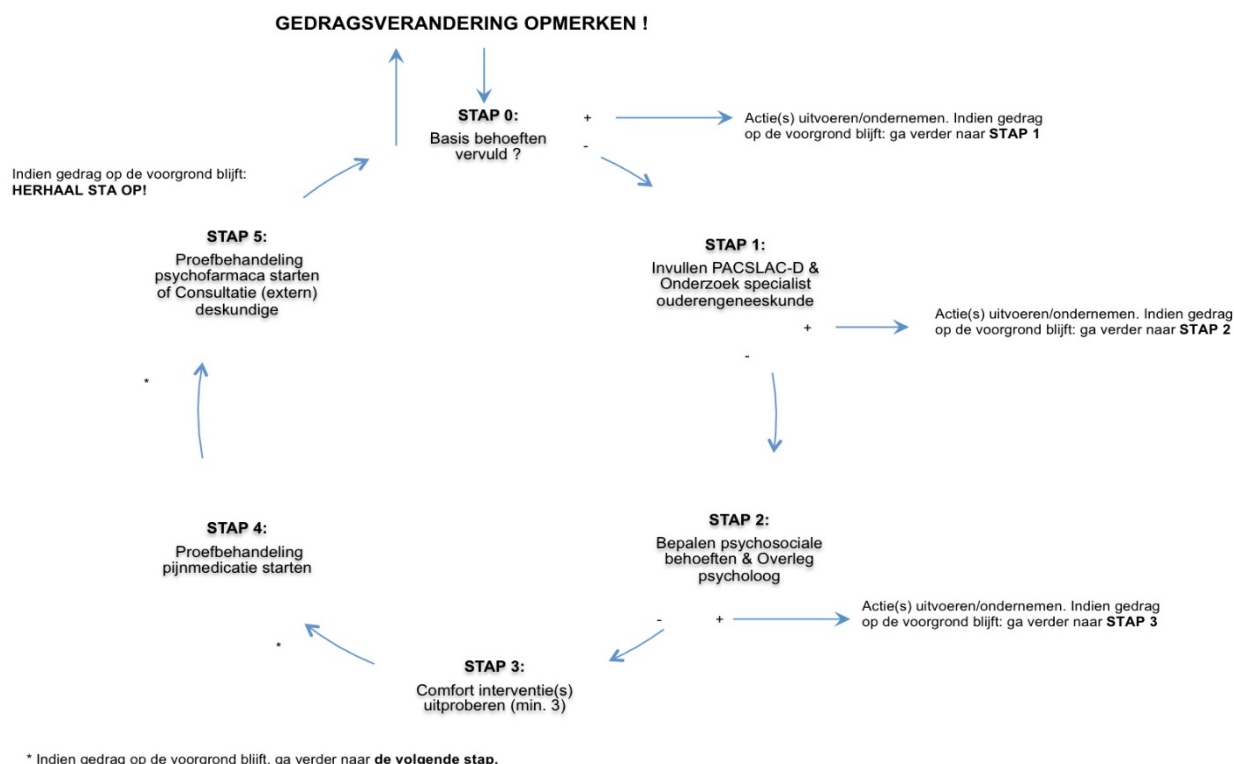 GEDRAGSVERANDERING OPMERKEN !
STAP 0:
Basis behoeften
vervuld ?
+
-
Actie(s) uitvoeren/ondernemen. Indien gedrag
op de voorgrond blijft: ga verder naar STAP 1
Indien gedrag op de voorgrond blijft:
HERHAAL STA OP!
STAP 5:
Proefbehandeling
psychofarmaca starten
of Consultatie (extern)
deskundige
STAP 1:
Invullen PACSLAC-D &
Onderzoek specialist
ouderengeneeskunde
+
-
Actie(s) uitvoeren/ondernemen. Indien gedrag
op de voorgrond blijft: ga verder naar STAP 2
*
STAP 4:
Proefbehandeling
pijnmedicatie starten
STAP 2:
Bepalen psychosociale
behoeften & Overleg
psycholoog
-
+
Actie(s) uitvoeren/ondernemen. Indien gedrag
op de voorgrond blijft: ga verder naar STAP 3
*
STAP 3:
Comfort interventie(s)
uitproberen (min. 3)
* Indien gedrag op de voorgrond blijft, ga verder naar de volgende stap.